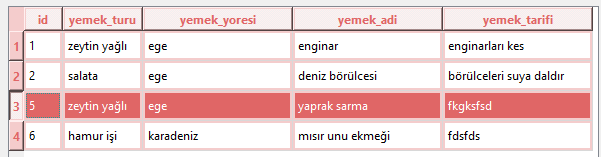 id yemek_turu yemek_yoresi yemek_adi yemek_tarifi
1 1 zeytin yağlı ege enginar enginarları kes
2 2 salata ege deniz börülcesi börülceleri suya daldır
3 5 zeytin yağlı ege yaprak sarma fkgksfsd
4 6 hamur işi karadeniz mısır unu ekmeği fdsfds